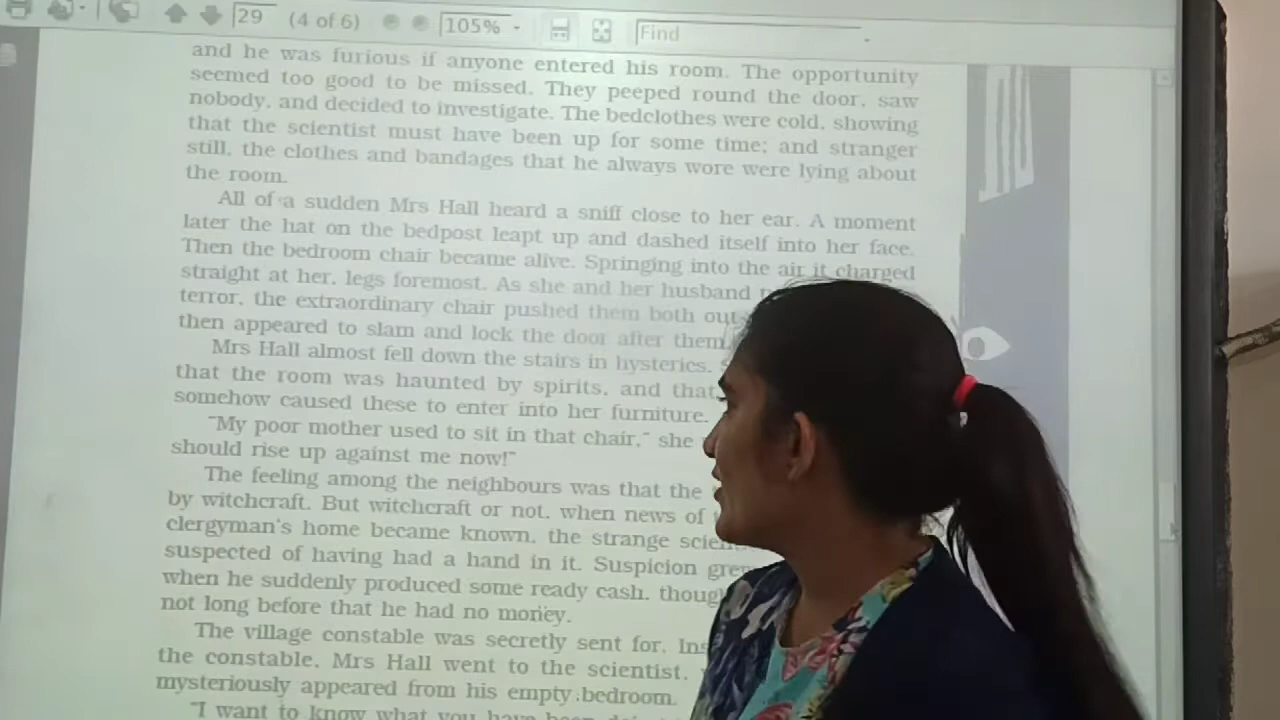 29 (4 of 6) 105% Find
and he was furious if anyone entered his room. The opportunity
seemed too good to be missed. They peeped round the door, saw
nobody, and decided to investigate. The bedclothes were cold, showing
that the scientist must have been up for some time; and stranger
still, the clothes and bandages that he always wore were lying about
the room.
All of a sudden Mrs Hall heard a sniff close to her ear. A moment
later the hat on the bedpost leapt up and dashed itself into her face.
Then the bedroom chair became alive. Springing into the air it charged
straight at her, legs foremost. As she and her husband
terror, the extraordinary chair pushed them both out
then appeared to slam and lock the door after them
Mrs Hall almost fell down the stairs in hysterics.
that the room was haunted by spirits, and that
somehow caused these to enter into her furniture.
"My poor mother used to sit in that chair," she
should rise up against me now!"
The feeling among the neighbours was that the
by witchcraft. But witchcraft or not, when news of
clergyman's home became known, the strange
suspected of having had a hand in it. Suspicion
when he suddenly produced some ready cash,
not long before that he had no money.
The village constable was secretly sent for.
the constable, Mrs Hall went to the scientist,
mysteriously appeared from his empty bedroom.
"I want to know what you have been